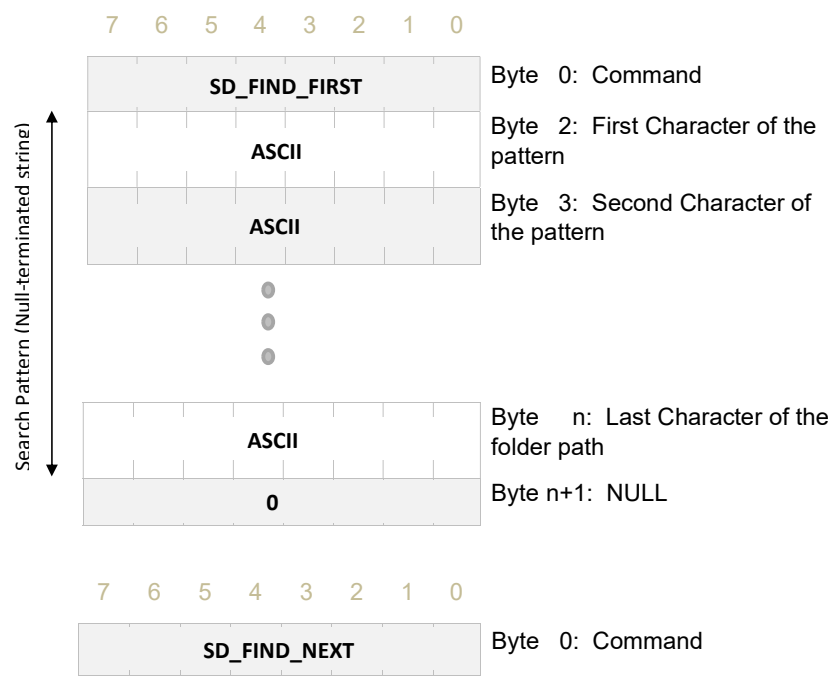 7 6 5 4 3 2 1 0
SD_FIND_FIRST
Byte 0: Command
ASCII
Byte 2: First Character of the
pattern
ASCII
Byte 3: Second Character of
the pattern
Search Pattern (Null-terminated string)
ASCII
Byte n: Last Character of the
folder path
0
Byte n+1: NULL
7 6 5 4 3 2 1 0
SD_FIND_NEXT
Byte 0: Command